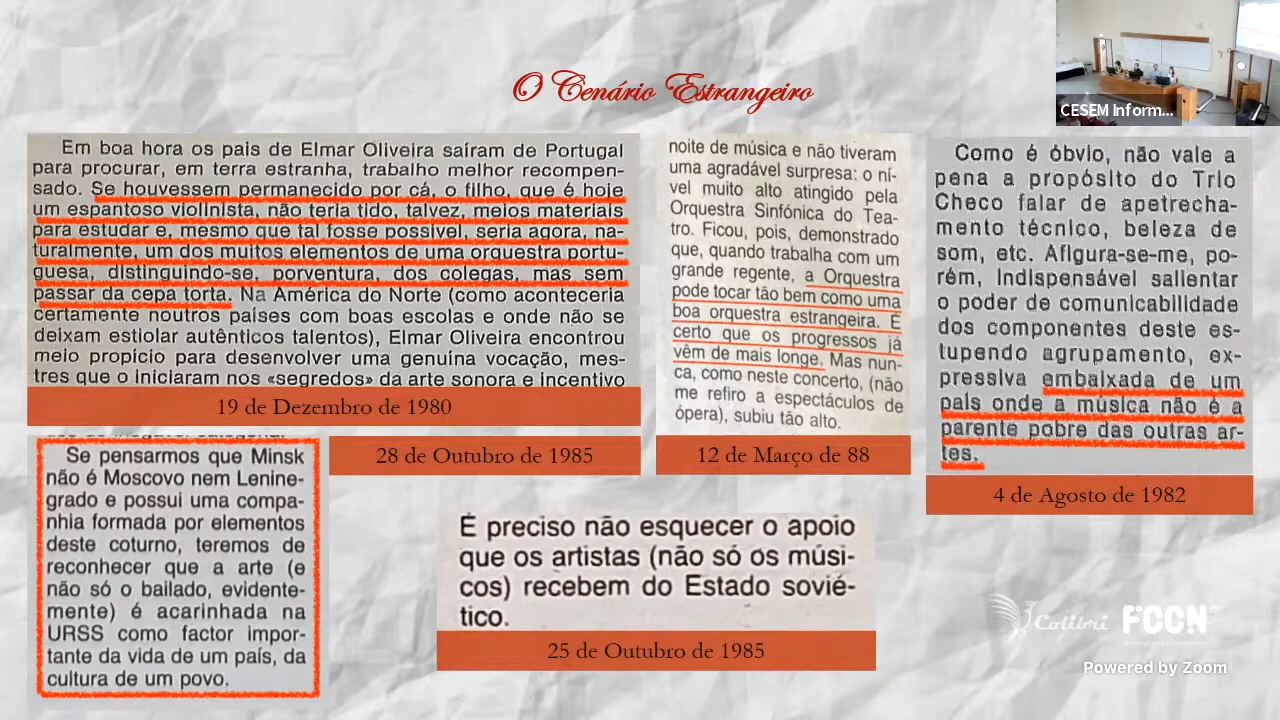 O Cenário Estrangeiro
CESEM Inform...
Em boa hora os pais de Elmar Oliveira saíram de Portugal
para procurar, em terra estranha, trabalho melhor recompen-
sado. Se houvessem permanecido por cá, o filho, que é hoje
um espantoso violinista, não teria tido, talvez, meios materiais
para estudar e, mesmo que tal fosse possível, seria agora, na-
turalmente, um dos muitos elementos de uma orquestra portu-
guesa, distinguindo-se, porventura, dos colegas, mas sem
passar da cepa torta. Na América do Norte (como aconteceria
certamente noutros países com boas escolas e onde não se
deixam estiolar autênticos talentos), Elmar Oliveira encontrou
meio propício para desenvolver uma genuína vocação, mes-
tres que o iniciaram nos «segredos» da arte sonora e incentivo
19 de Dezembro de 1980
noite de música e não tiveram
uma agradável surpresa: o ní-
vel muito alto atingido pela
Orquestra Sinfónica do Tea-
tro. Ficou, pois, demonstrado
que, quando trabalha com um
grande regente, a Orquestra
pode tocar tão bem como uma
boa orquestra estrangeira. E
certo que os progressos já
vêm de mais longe. Mas nun-
ca, como neste concerto, (não
me refiro a espectáculos de
ópera), subiu tão alto.
12 de Março de 88
Como é óbvio, não vale a
pena a propósito do Trio
Checo falar de apetrecha-
mento técnico, beleza de
som, etc. Afigura-se-me, po-
rém, indispensável salientar
o poder de comunicabilidade
dos componentes deste es-
tupendo agrupamento, ex-
pressiva embaixada de um
país onde a música não é a
parente pobre das outras ar-
tes.
4 de Agosto de 1982
Se pensarmos que Minsk
não é Moscovo nem Lenine-
grado e possui uma compa-
nhia formada por elementos
deste coturno, teremos de
reconhecer que a arte (e
não só o bailado, evidente-
mente) é acarinhada na
URSS como factor impor-
tante da vida de um país, da
cultura de um povo.
28 de Outubro de 1985
É preciso não esquecer o apoio
que os artistas (não só os músi-
cos) recebem do Estado sovié-
tico.
25 de Outubro de 1985
Colibri FCCN
Powered by Zoom